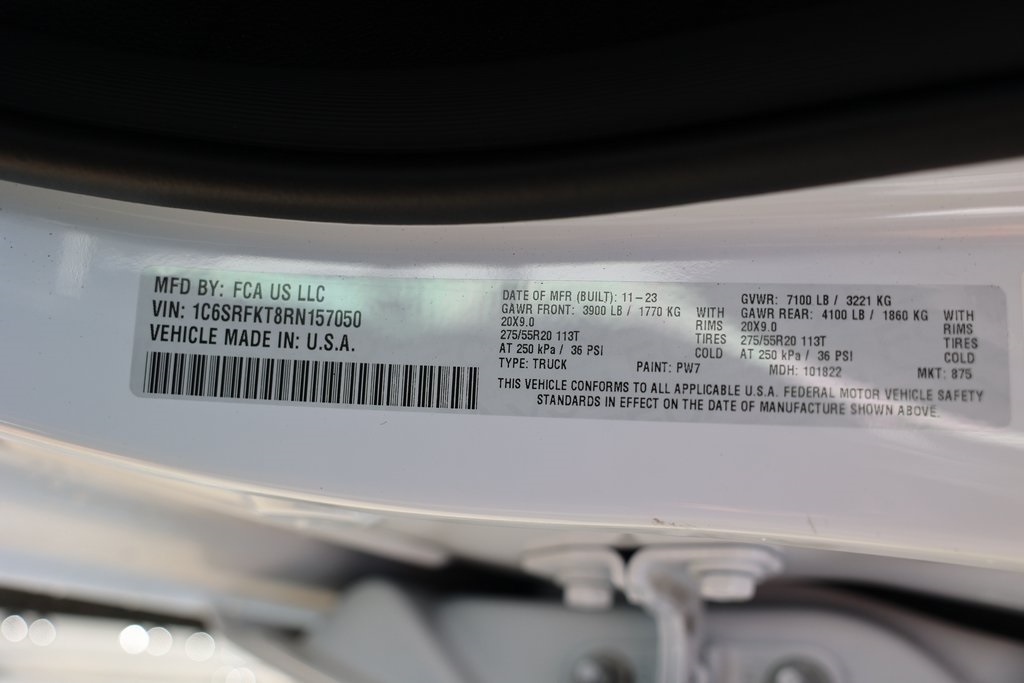 MFD BY: FCA US LLC
VIN: 1C6SRFKT8RN157050
VEHICLE MADE IN: U.S.A.
DATE OF MFR (BUILT): 11-23
GAWR FRONT: 3900 LB / 1770 KG WITH
20X9.0 RIMS
275/55R20 113T TIRES
AT 250 kPa / 36 PSI COLD
TYPE: TRUCK PAINT: PW7
GVWR: 7100 LB / 3221 KG
GAWR REAR: 4100 LB / 1860 KG WITH
20X9.0 RIMS
275/55R20 113T TIRES
AT 250 kPa / 36 PSI COLD
MDH: 101822 MKT: 875
THIS VEHICLE CONFORMS TO ALL APPLICABLE U.S.A. FEDERAL MOTOR VEHICLE SAFETY
STANDARDS IN EFFECT ON THE DATE OF MANUFACTURE SHOWN ABOVE.